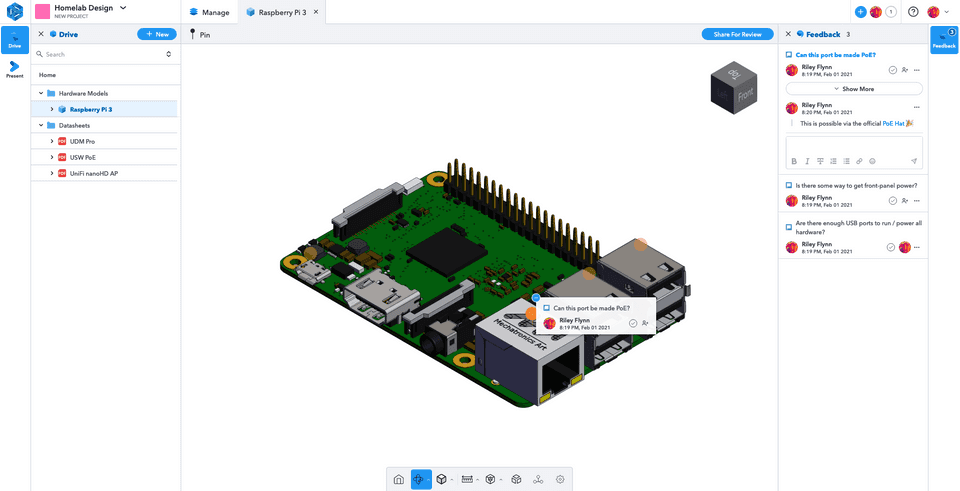 Homelab Design
NEW PROJECT
Manage
Raspberry Pi 3
1
Drive
Present
Drive
+ New
Search
Home
Hardware Models
Raspberry Pi 3
Datasheets
PDF UDM Pro
PDF USW PoE
PDF UniFi nanoHD AP
Pin
Share For Review
Top
Left
Front
Mechatronics Art
Can this port be made PoE?
Riley Flynn
8:19 PM, Feb 01 2021
Feedback 3
Can this port be made PoE?
Riley Flynn
8:19 PM, Feb 01 2021
Show More
Riley Flynn
8:20 PM, Feb 01 2021
This is possible via the official PoE Hat 🎉
B I T
Is there some way to get front-panel power?
Riley Flynn
8:19 PM, Feb 01 2021
Are there enough USB ports to run / power all
hardware?
Riley Flynn
8:19 PM, Feb 01 2021
3
Feedback